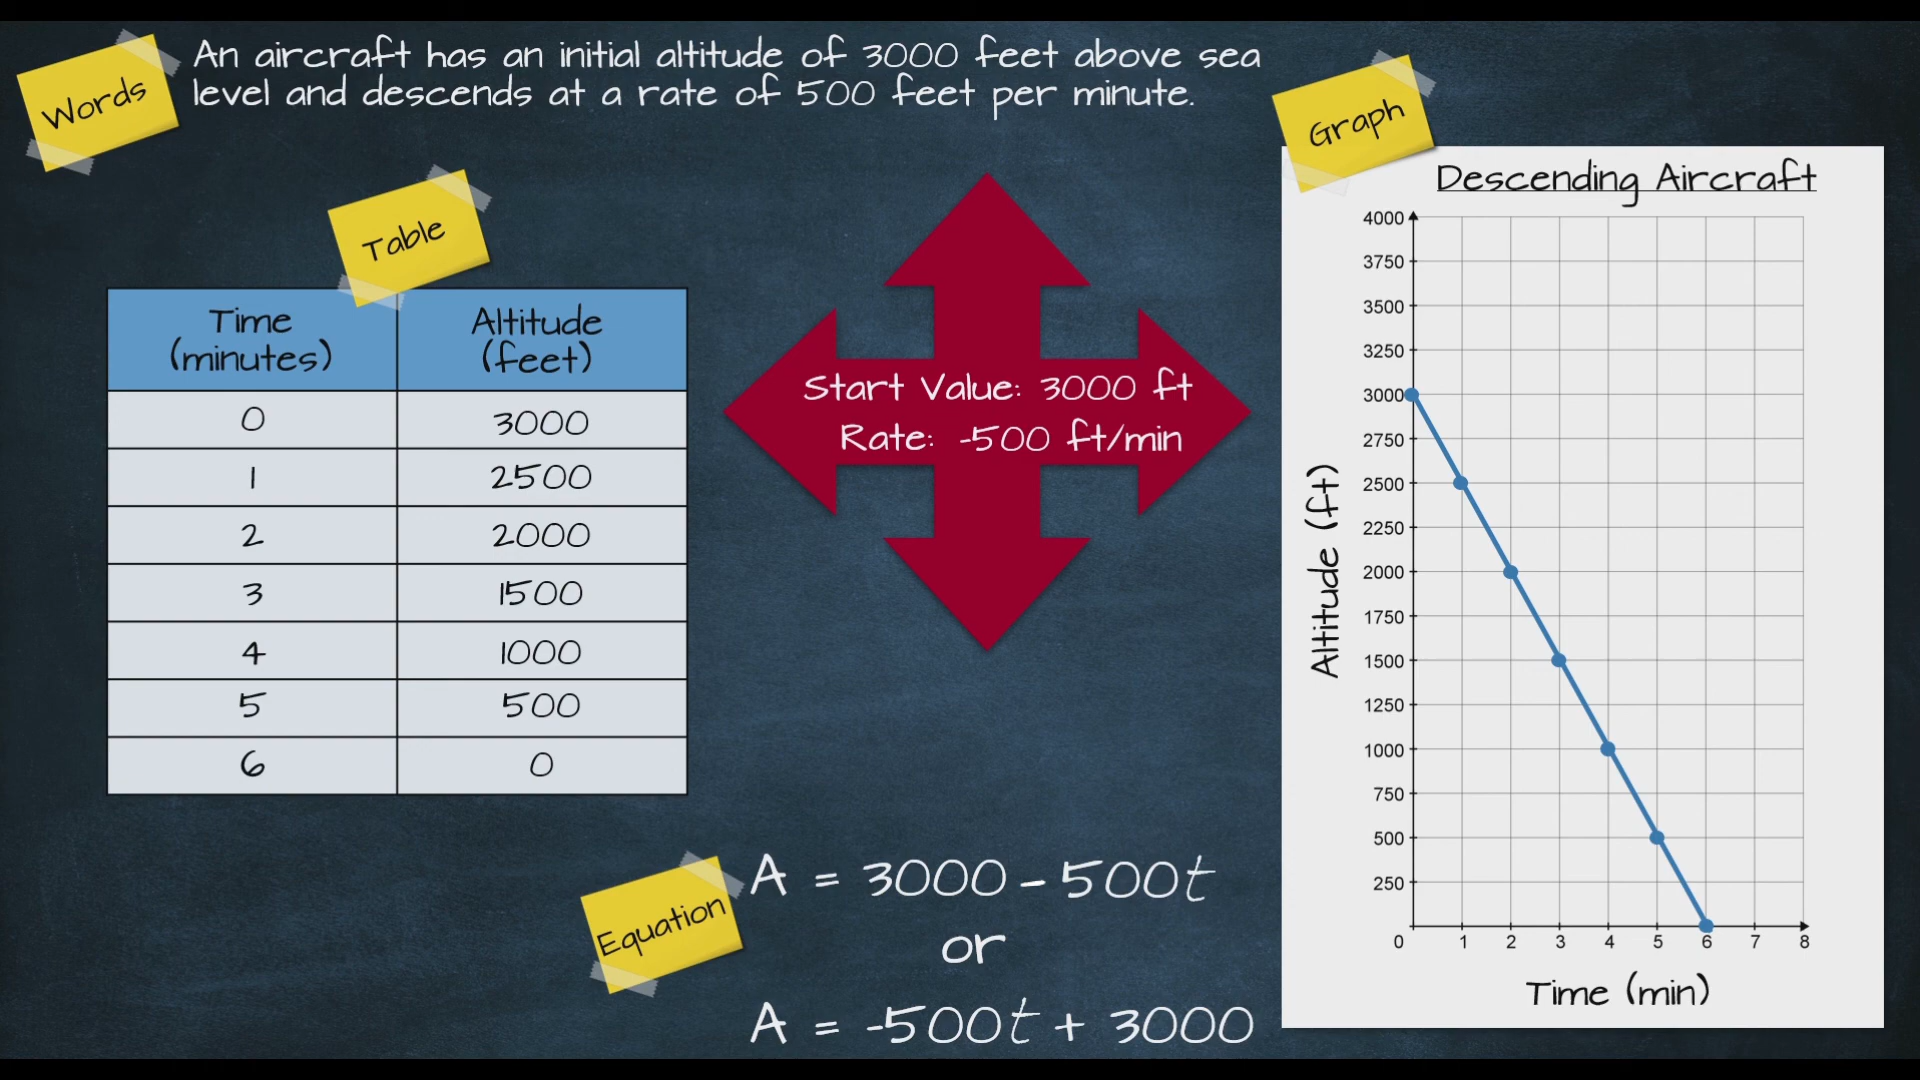 Words
An aircraft has an initial altitude of 3000 feet above sea
level and descends at a rate of 500 feet per minute.
Table
Time (minutes) Altitude (feet)
0 3000
1 2500
2 2000
3 1500
4 1000
5 500
6 0
Start Value: 3000 ft
Rate: -500 ft/min
Equation
A = 3000 - 500t
or
A = -500t + 3000
Graph
Descending Aircraft
Altitude (ft)
4000
3750
3500
3250
3000
2750
2500
2250
2000
1750
1500
1250
1000
750
500
250
0 1 2 3 4 5 6 7 8
Time (min)